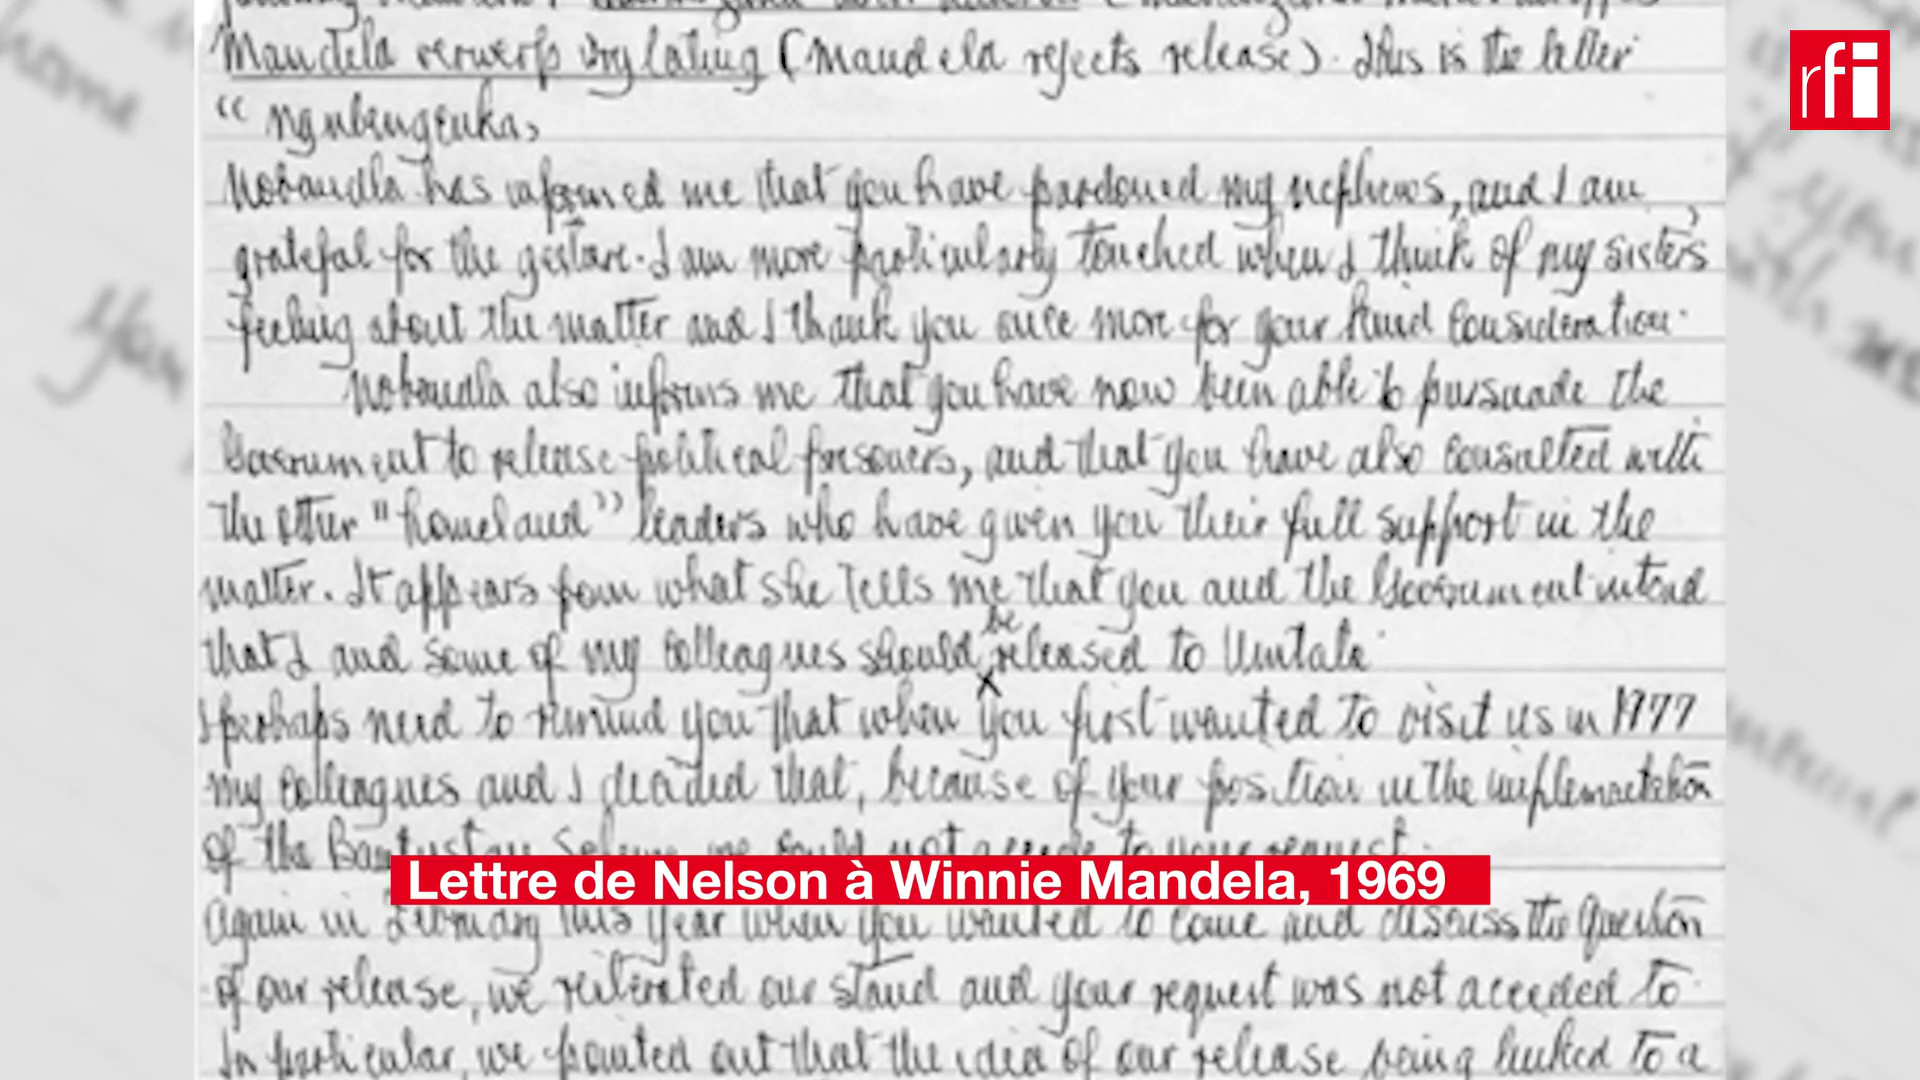 Mandela verwerp vrylating (Mandela rejects release). This is the letter
rfi
“Ngubengcuka,
Nobandla has informed me that you have pardoned my nephews, and I am
grateful for the gesture. I am more particularly touched when I think of my sister's
feeling about the matter and I thank you once more for your kind consideration.
Nobandla also informs me that you have now been able to pursuade the
Government to release political prisoners, and that you have also consulted with
the other "homeland" leaders who have given you their full support in the
matter. It appears from what she tells me that you and the Government intend
that I and some of my colleagues should be released to Umtata.
I perhaps need to remind you that when you first wanted to visit us in 1977
my colleagues and I decided that, because of your position in the implementation
of the Bantustan Scheme we could not accede to your request.
Lettre de Nelson à Winnie Mandela, 1969
Again in February this year when you wanted to come and discuss the question
of our release, we reiterated our stand and your request was not acceded to.
In particular, we pointed out that the idea of our release being linked to a